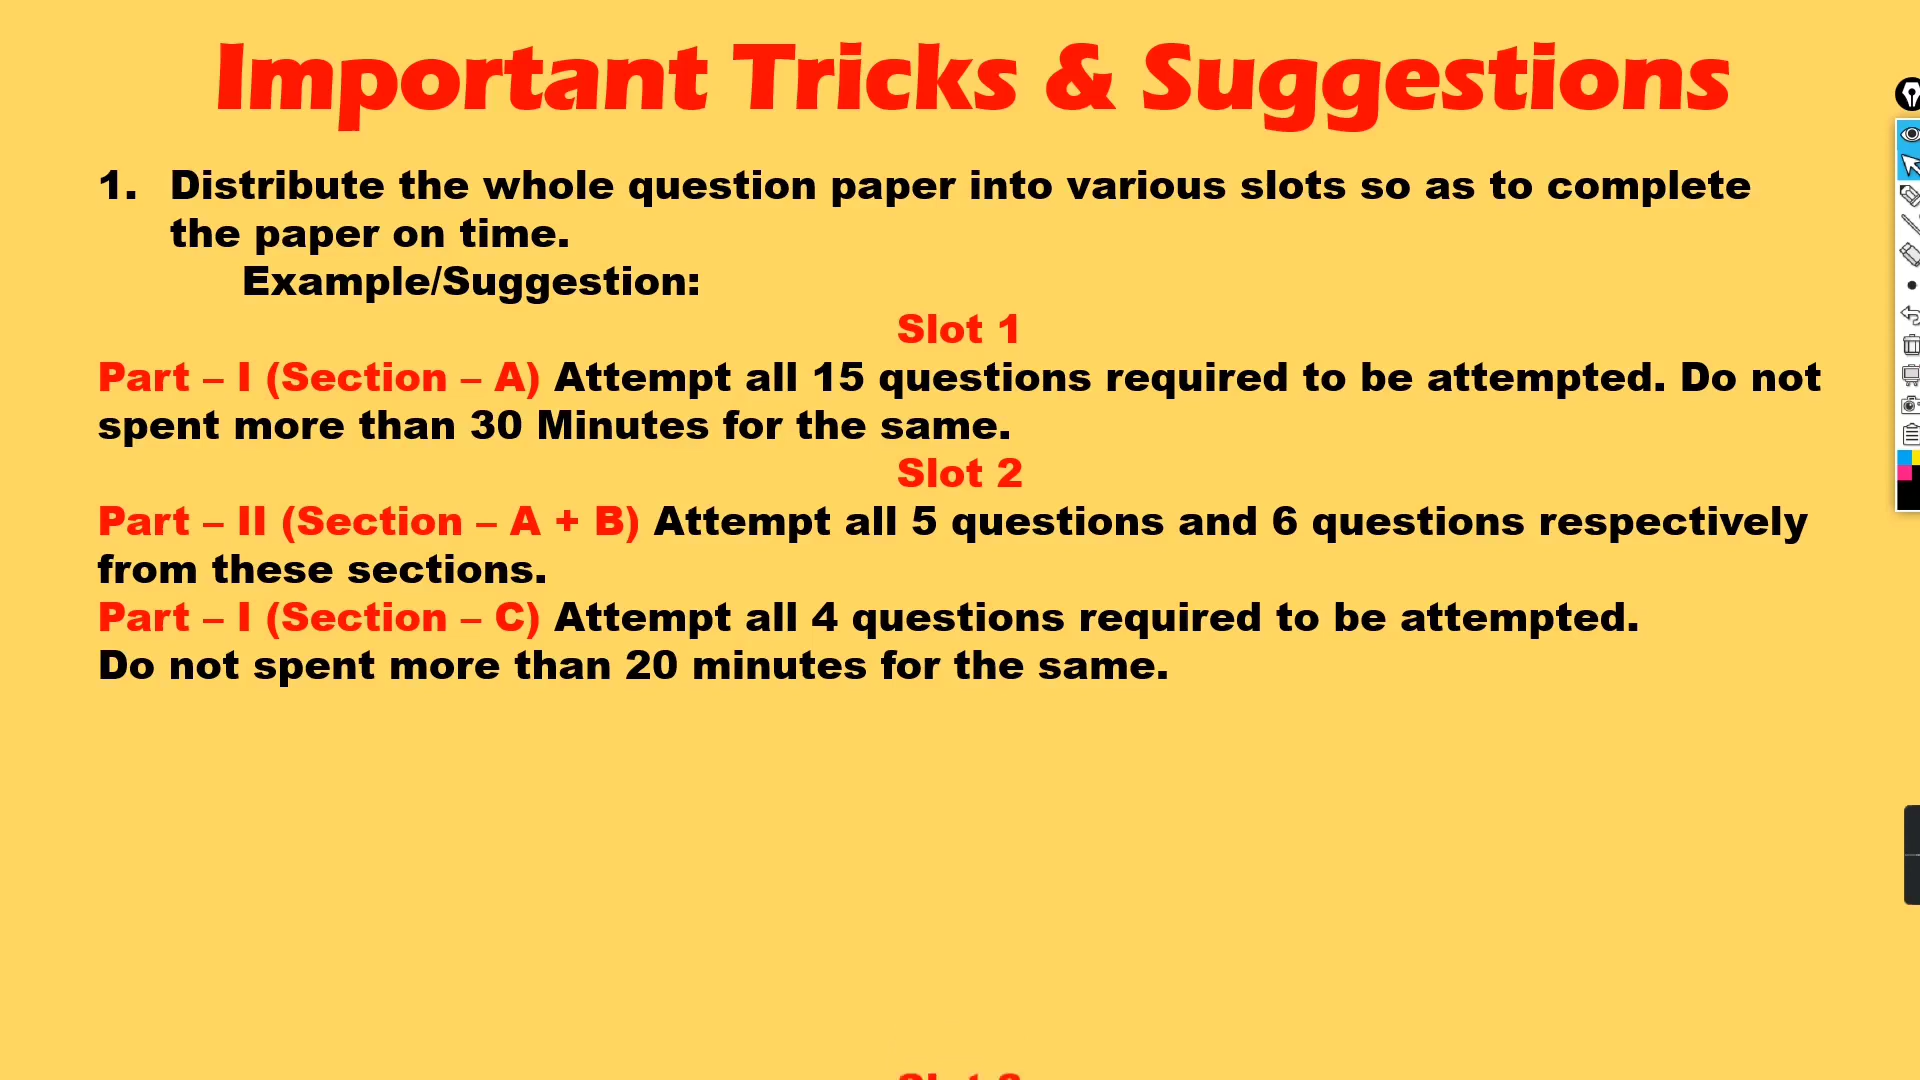 Important Tricks & Suggestions
1. Distribute the whole question paper into various slots so as to complete
the paper on time.
Example/Suggestion:
Slot 1
Part – I (Section – A) Attempt all 15 questions required to be attempted. Do not
spent more than 30 Minutes for the same.
Slot 2
Part – II (Section – A + B) Attempt all 5 questions and 6 questions respectively
from these sections.
Part – I (Section – C) Attempt all 4 questions required to be attempted.
Do not spent more than 20 minutes for the same.
Slot